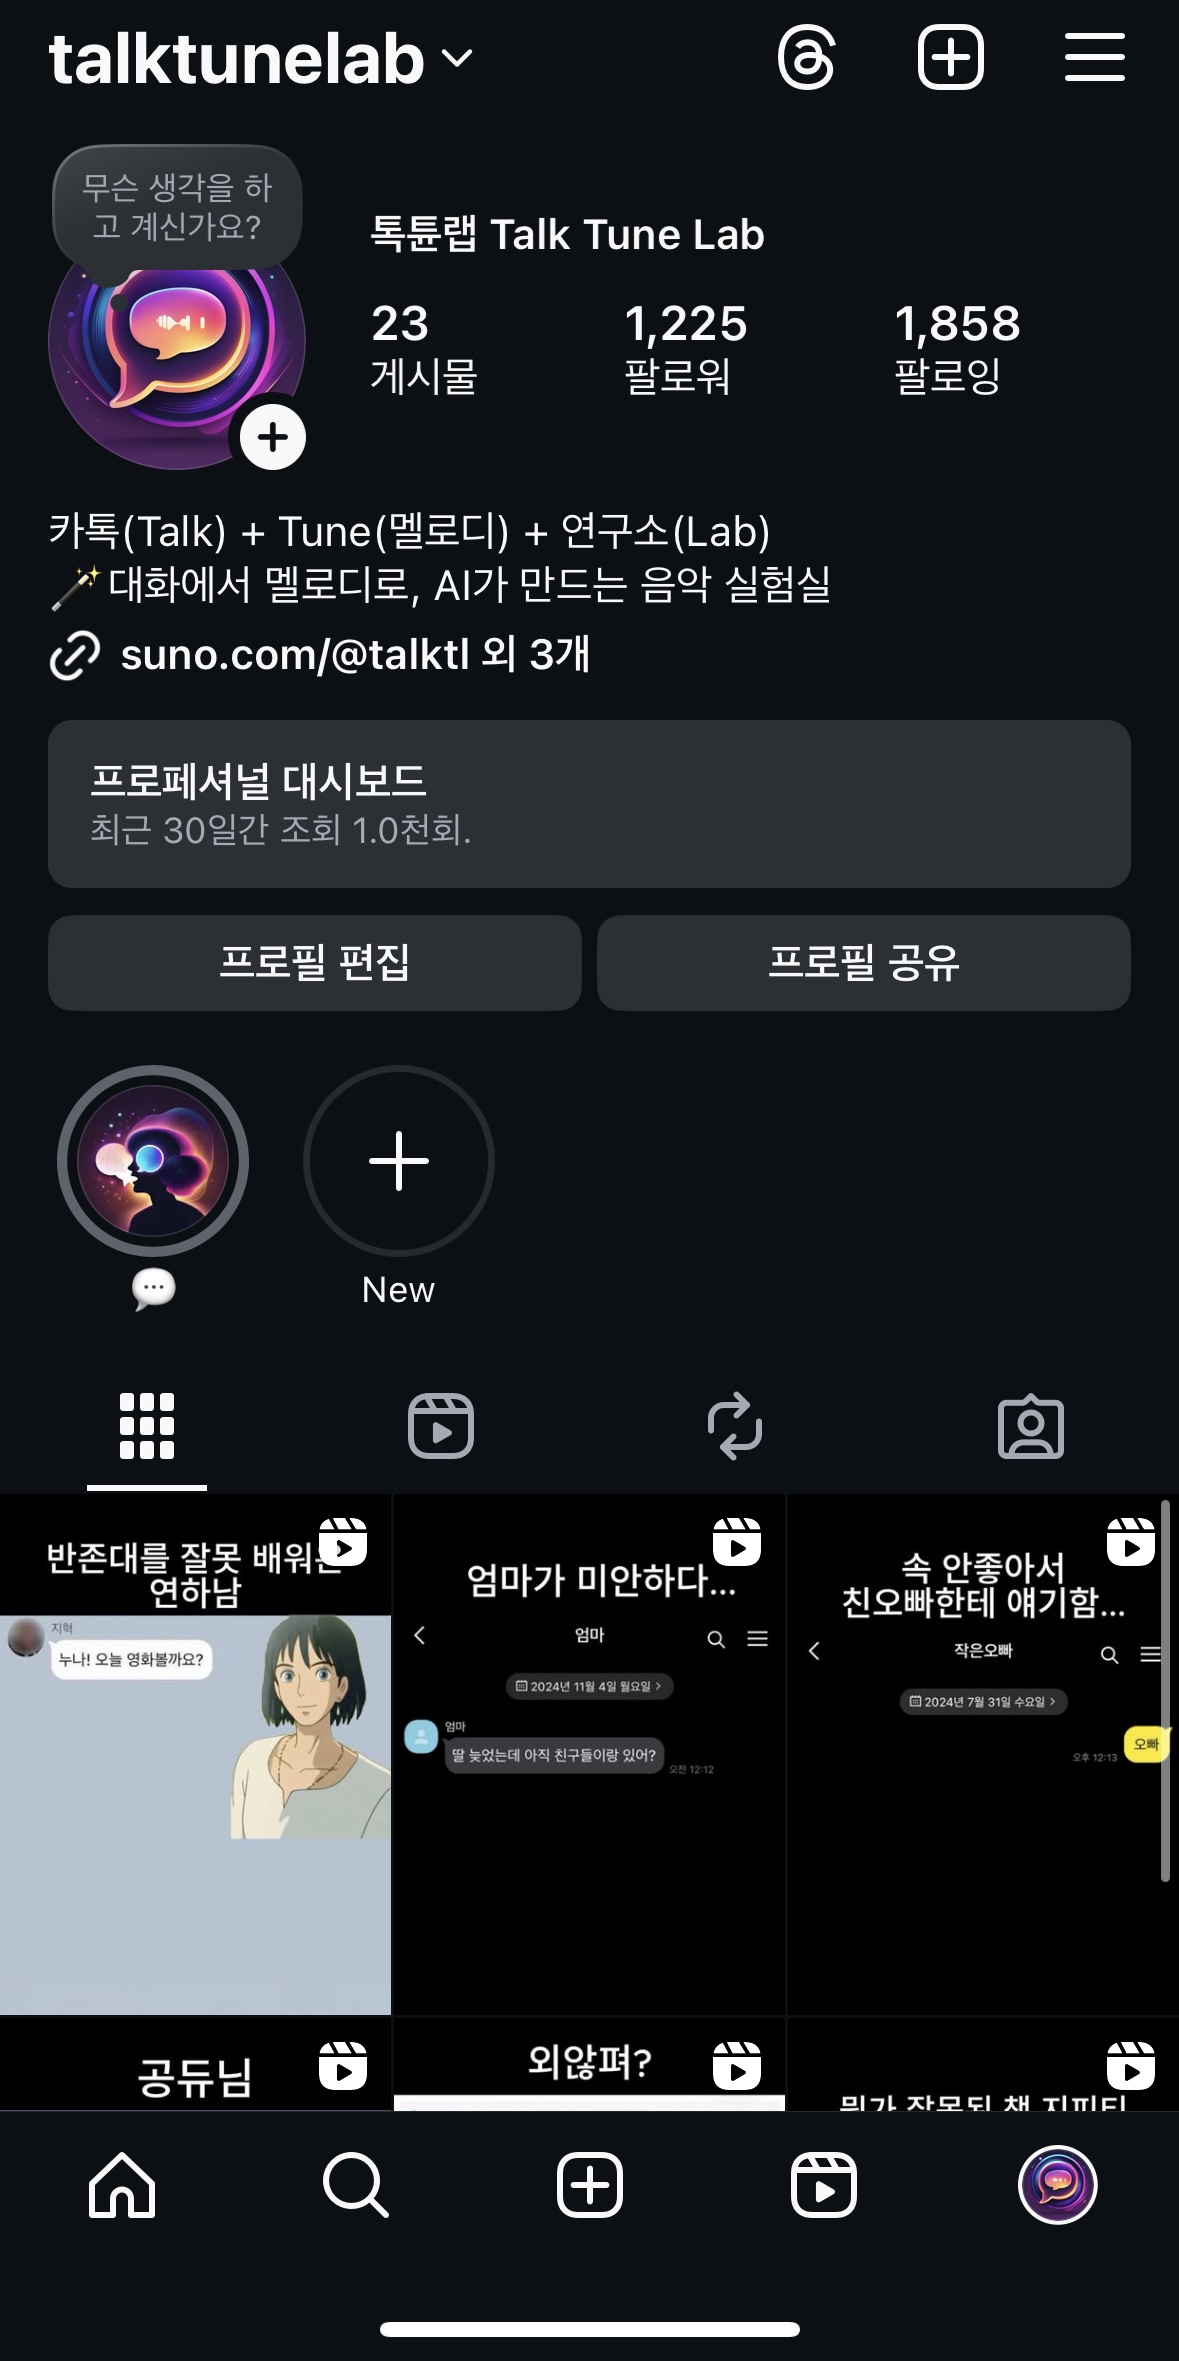 talktunelab
무슨 생각을 하
고 계신가요?
톡튠랩 Talk Tune Lab
23
1,225
1,858
게시물
팔로워
팔로잉
카톡(Talk) + Tune(멜로디) + 연구소(Lab)
🪄대화에서 멜로디로, AI가 만드는 음악 실험실
suno.com/@talktl 외 3개
프로페셔널 대시보드
최근 30일간 조회 1.0천회.
프로필 편집
프로필 공유
💬
New
반존대를 잘못 배워온
연하남
지혁
누나! 오늘 영화볼까요?
엄마가 미안하다...
엄마
2024년 11월 4일 월요일 >
엄마
딸 늦었는데 아직 친구들이랑 있어?
오전 12:12
속 안좋아서
친오빠한테 얘기함...
작은오빠
2024년 7월 31일 수요일 >
오후 12:13
오빠
공듀님
외않펴?
뭔가 잘못된 챗 지피티